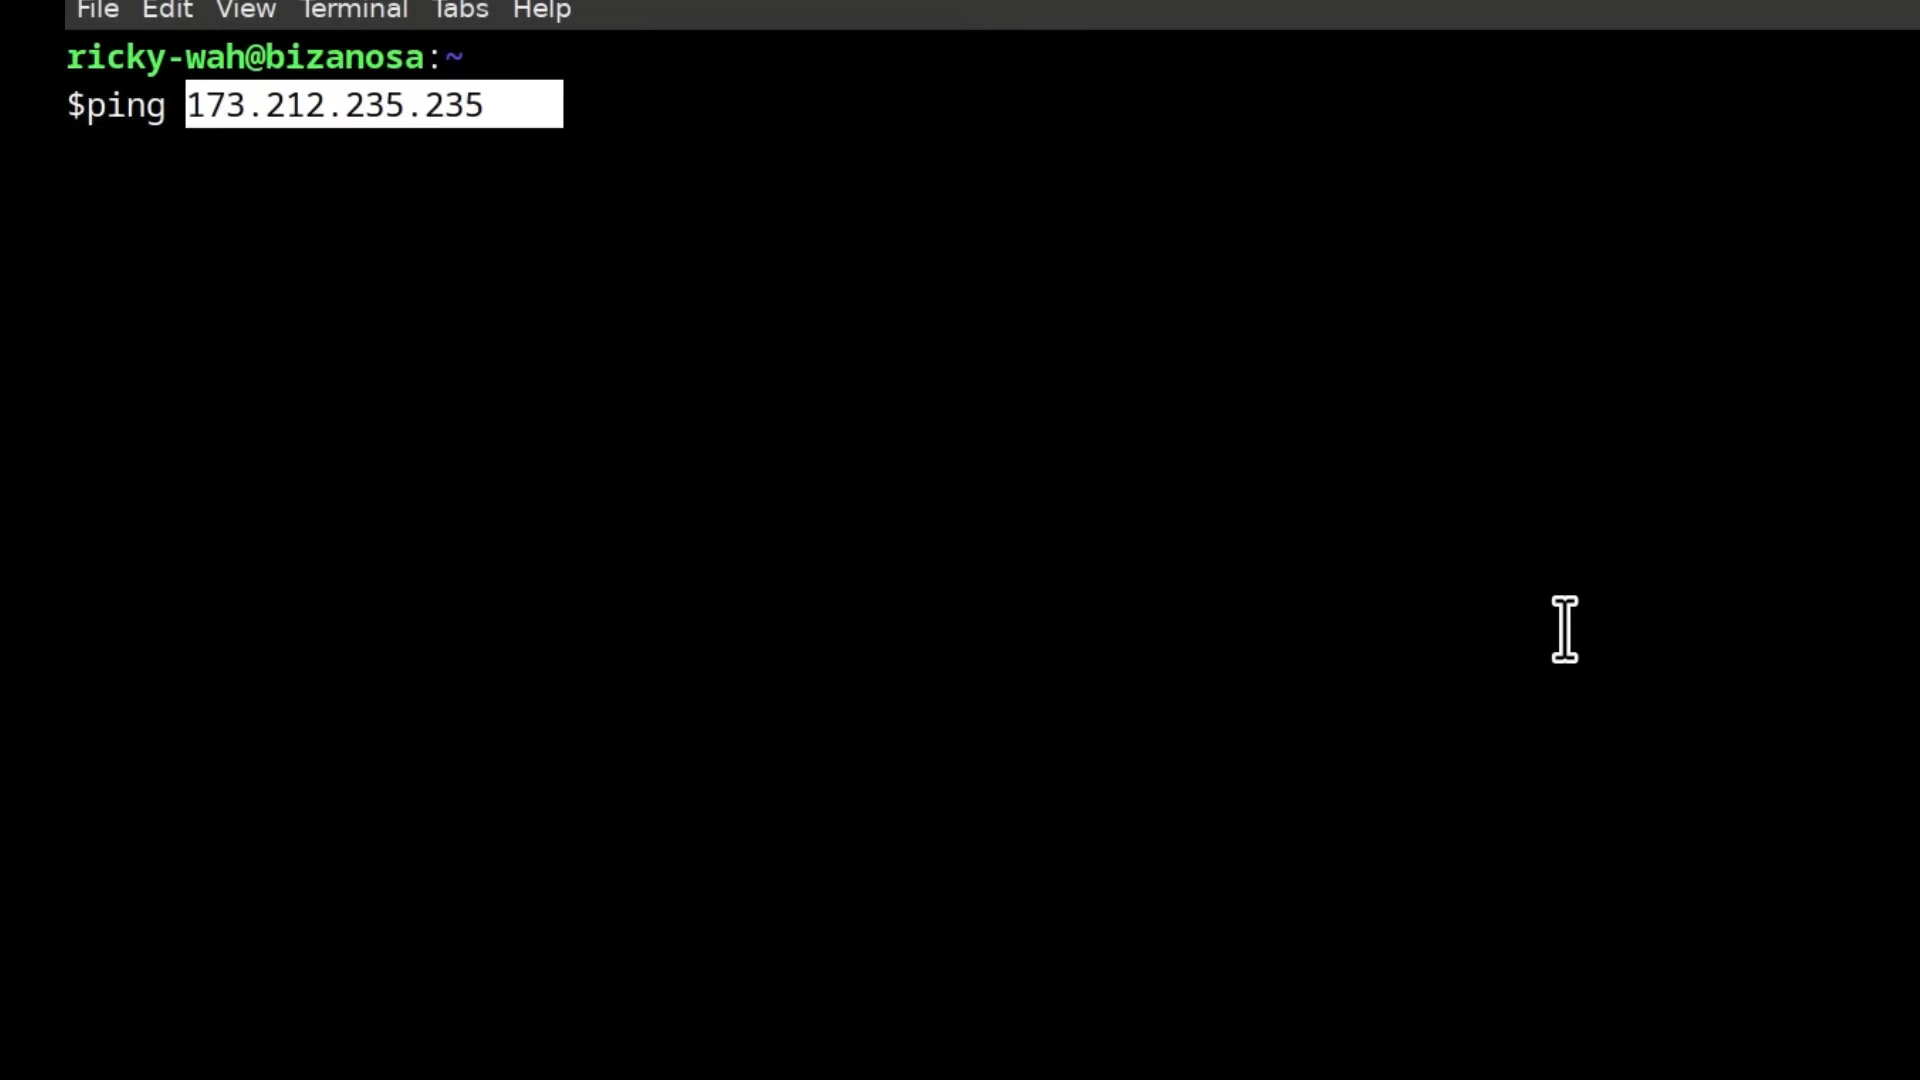 File Edit View Terminal Tabs Help
ricky-wah@bizanosa:~
$ping 173.212.235.235